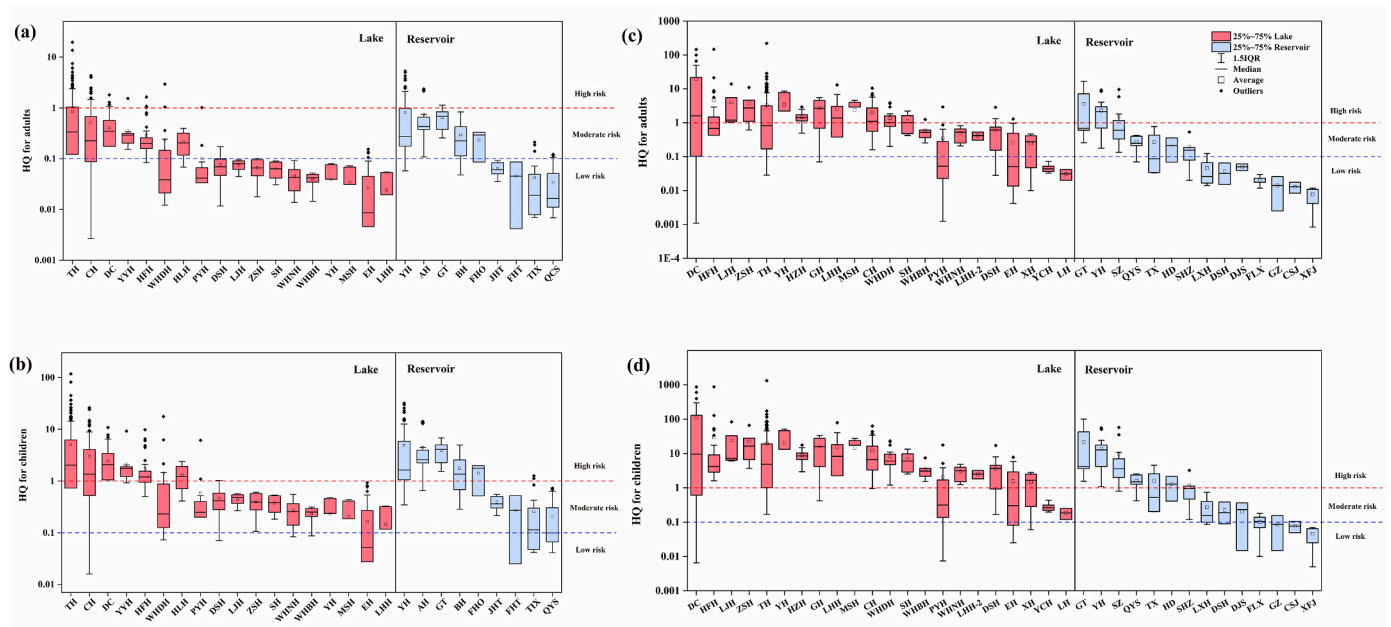 (a)
Lake
Reservoir
HQ for adults
10
1
0.1
0.01
0.001
High risk
Moderate risk
Low risk
TH
CH
DC
YYH
HFH
WHDH
HLH
PYH
DSH
LJH
ZSH
SH
WHNH
WHBH
YH
MSH
EH
LHH
YH
AH
GT
BH
FHO
JHT
FHT
TIX
QCS
(c)
Lake
Reservoir
25%~75% Lake
25%~75% Reservoir
1.5IQR
Median
Average
Outliers
HQ for adults
1000
100
10
1
0.1
0.01
0.001
1E-4
High risk
Moderate risk
Low risk
DC
HFH
LJH
ZSH
TH
YH
HZH
GH
LHH
MSH
CH
WHDH
SH
WHBH
PYH
WHNH
LHH-2
DSH
EH
XH
YCH
LH
GT
YH
SZ
QYS
TX
HD
SHZ
LXH
DSH
DJS
FLX
GZ
CSJ
XFJ
(b)
Lake
Reservoir
HQ for children
100
10
1
0.1
0.01
High risk
Moderate risk
Low risk
TH
CH
DC
YYH
HFH
WHDH
HLH
PYH
DSH
LJH
ZSH
SH
WHNH
WHBH
YH
MSH
EH
LHH
YH
AH
GT
BH
FHO
JHT
FHT
TIX
QYS
(d)
Lake
Reservoir
HQ for children
1000
100
10
1
0.1
0.01
0.001
High risk
Moderate risk
Low risk
DC
HFH
LJH
ZSH
TH
YH
HZH
GH
LHH
MSH
CH
WHDH
SH
WHBH
PYH
WHNH
LHH-2
DSH
EH
XH
YCH
LH
GT
YH
SZ
QYS
TX
HD
SHZ
LXH
DSH
DJS
FLX
GZ
CSJ
XFJ